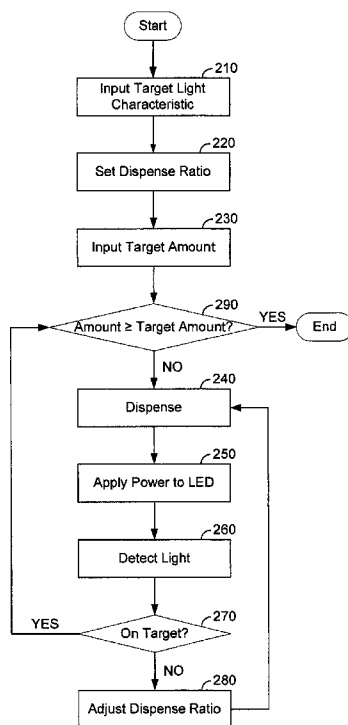 Start
210
Input Target Light
Characteristic
220
Set Dispense Ratio
230
Input Target Amount
290
Amount ≥ Target Amount?
YES
End
NO
240
Dispense
250
Apply Power to LED
260
Detect Light
270
On Target?
YES
NO
280
Adjust Dispense Ratio